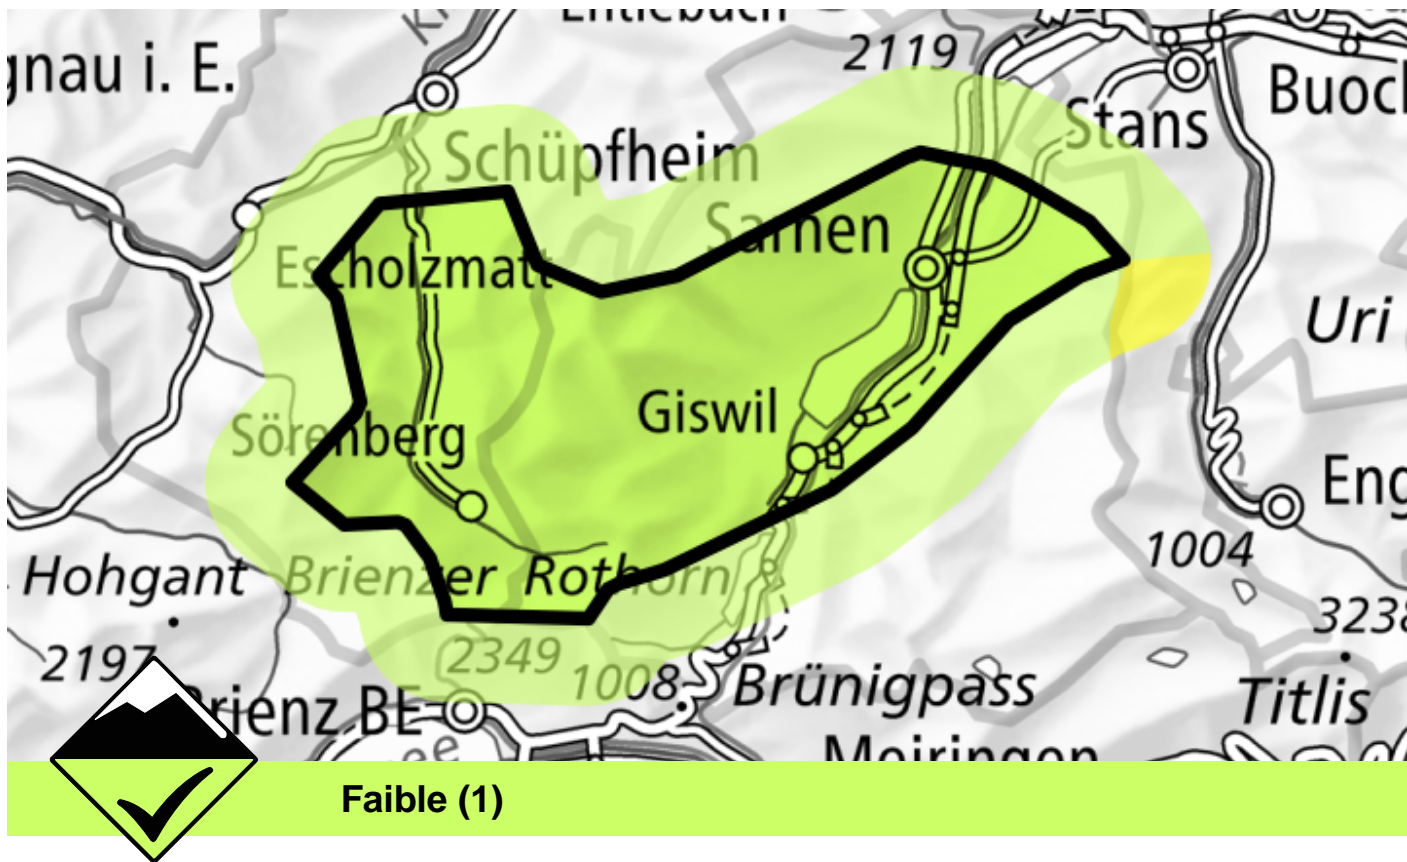 Entlebuch
2119
gnau i. E.
Buoch
Stans
Schüpfheim
Sarnen
Escholzmatt
Uri
Giswil
Sörenberg
Eng
1004
Hohgant
Brienzer Rothorn
3238
2197
2349
1008
Brünigpass
Titlis
Brienz BE
ee
Meiringen
Faible (1)